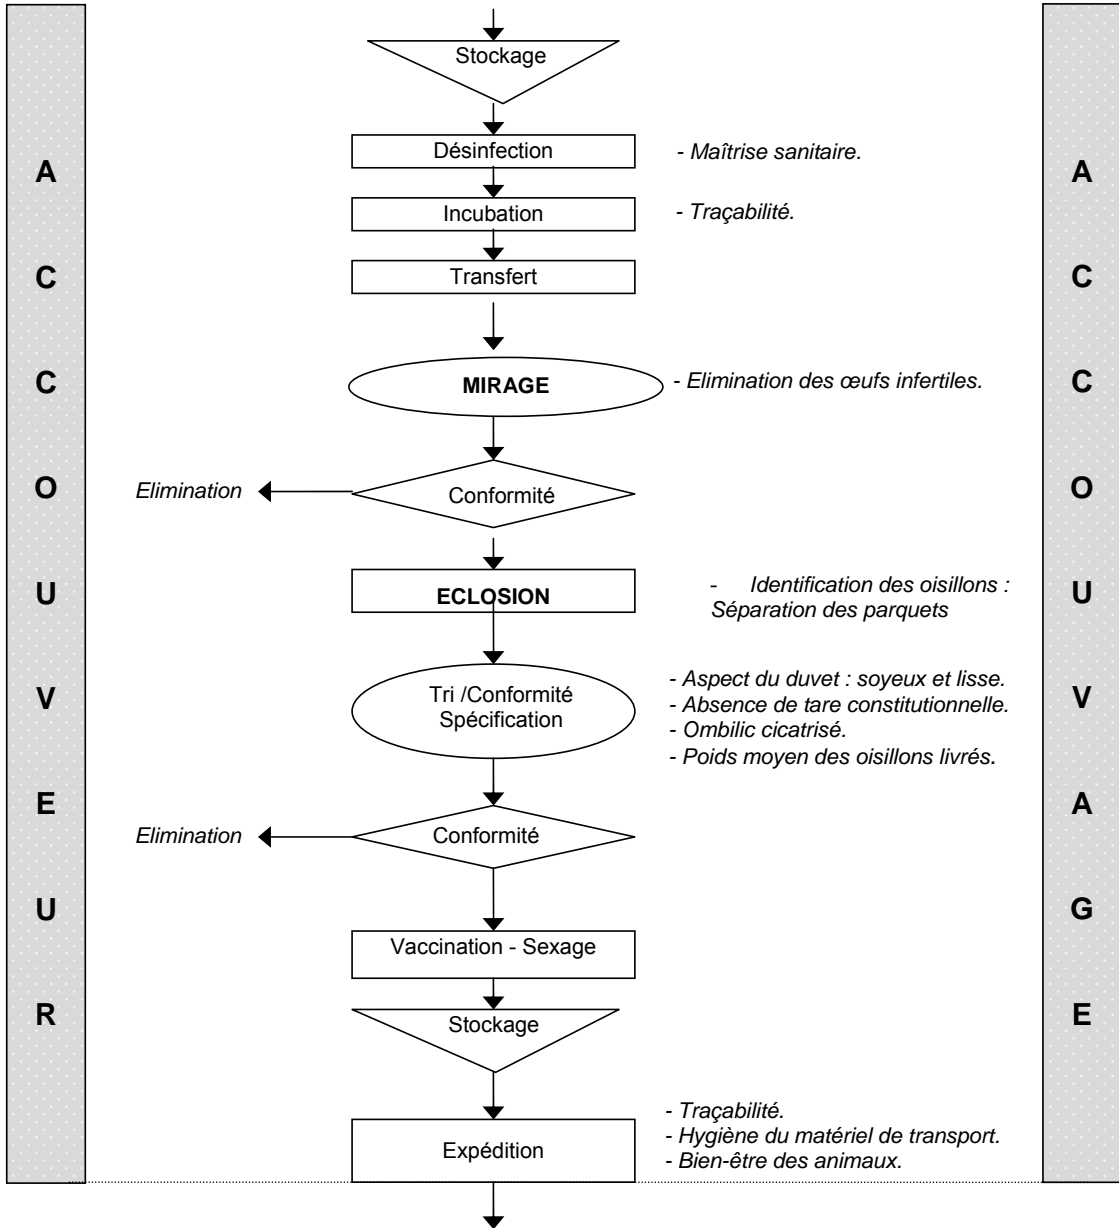 Stockage
Désinfection
- Maîtrise sanitaire.
Incubation
- Traçabilité.
Transfert
MIRAGE
- Elimination des œufs infertiles.
Elimination
Conformité
ECLOSION
- Identification des oisillons :
Séparation des parquets
Tri /Conformité
Spécification
- Aspect du duvet : soyeux et lisse.
- Absence de tare constitutionnelle.
- Ombilic cicatrisé.
- Poids moyen des oisillons livrés.
Elimination
Conformité
Vaccination - Sexage
Stockage
Expédition
- Traçabilité.
- Hygiène du matériel de transport.
- Bien-être des animaux.
A
C
C
O
U
V
E
U
R
A
C
C
O
U
V
A
G
E